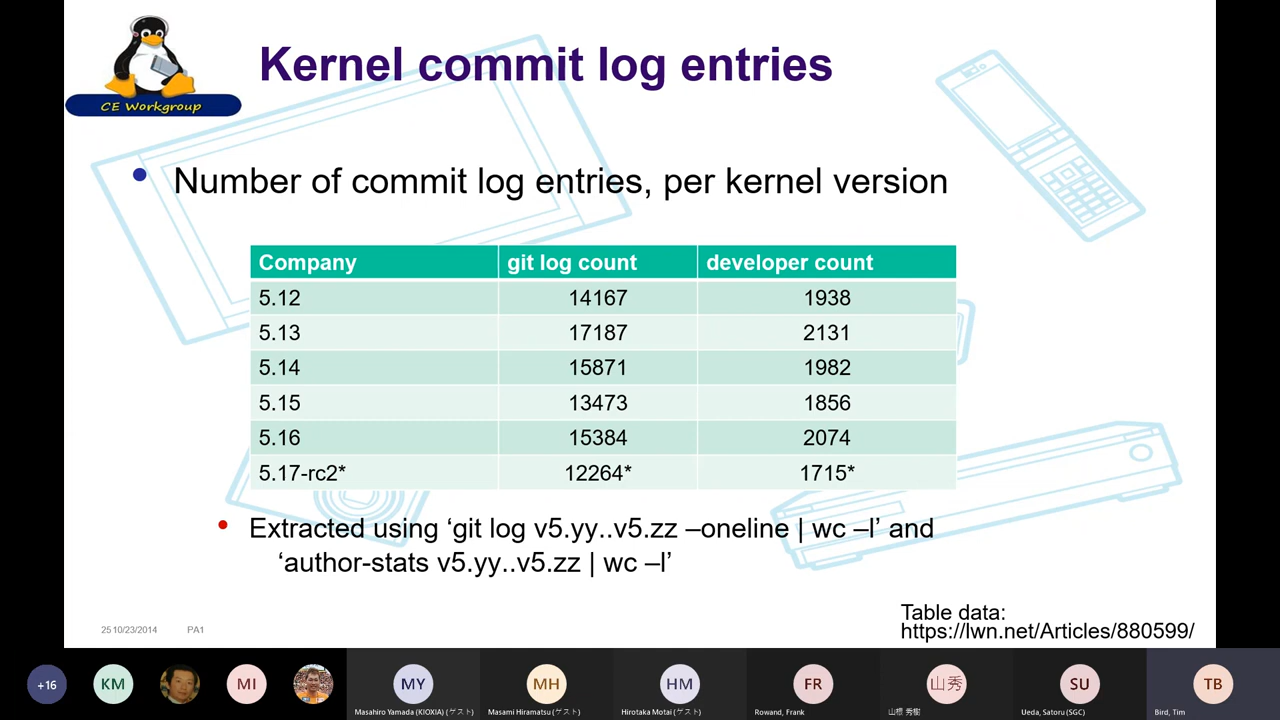 CE Workgroup
Kernel commit log entries
• Number of commit log entries, per kernel version
Company git log count developer count
5.12 14167 1938
5.13 17187 2131
5.14 15871 1982
5.15 13473 1856
5.16 15384 2074
5.17-rc2* 12264* 1715*
• Extracted using ‘git log v5.yy..v5.zz –oneline | wc –l’ and
‘author-stats v5.yy..v5.zz | wc –l’
Table data:
https://lwn.net/Articles/880599/
25 10/23/2014 PA1
+16 KM MI MY MH HM FR 山秀 SU TB
Masahiro Yamada (KIOXIA) (ゲスト) Masami Hiramatsu (ゲスト) Hirotaka Motai (ゲスト) Rowand, Frank 山根 秀樹 Ueda, Satoru (SGC) Bird, Tim